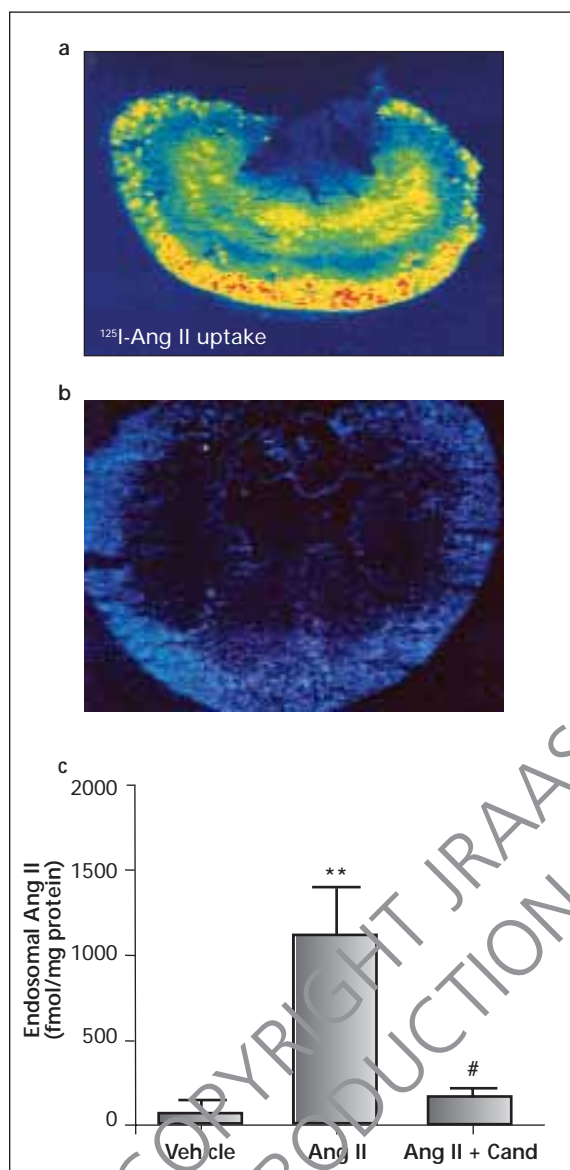 a
¹²⁵I-Ang II uptake
b
c
2000
1500
1000
500
0
Endosomal Ang II
(fmol/mg protein)
**
#
Vehicle
Ang II
Ang II + Cand
COPYRIGHT JRAAS
PRODUCTION